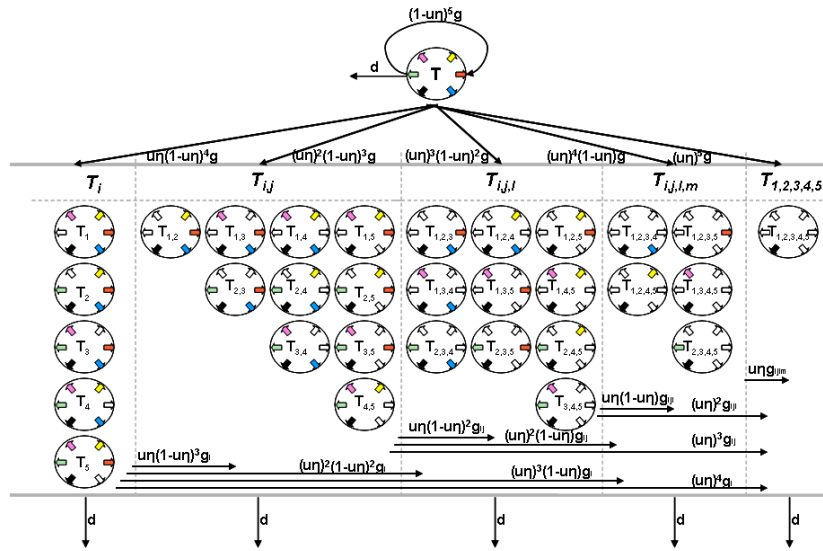 (1-uη)⁵g
d
T
uη(1-uη)⁴g (uη)²(1-uη)³g (uη)³(1-uη)²g (uη)⁴(1-uη)g (uη)⁵g
Tᵢ Tᵢ,ⱼ Tᵢ,ⱼ,ₗ Tᵢ,ⱼ,ₗ,ₘ T₁,₂,₃,₄,₅
T₁ T₁,₂ T₁,₃ T₁,₄ T₁,₅ T₁,₂,₃ T₁,₂,₄ T₁,₂,₅ T₁,₂,₃,₄ T₁,₂,₃,₅ T₁,₂,₃,₄,₅
T₂ T₂,₃ T₂,₄ T₂,₅ T₁,₃,₄ T₁,₃,₅ T₁,₄,₅ T₁,₂,₄,₅ T₁,₃,₄,₅
T₃ T₃,₄ T₃,₅ T₂,₃,₄ T₂,₃,₅ T₂,₄,₅ T₂,₃,₄,₅
uηgᵢⱼₗₘ
T₄ T₄,₅ T₃,₄,₅ uη(1-uη)gᵢⱼₗ (uη)²gᵢⱼₗ
uη(1-uη)²gᵢⱼ (uη)²(1-uη)gᵢⱼ (uη)³gᵢⱼ
T₅ uη(1-uη)³gᵢ (uη)²(1-uη)²gᵢ (uη)³(1-uη)gᵢ (uη)⁴gᵢ
d d d d d